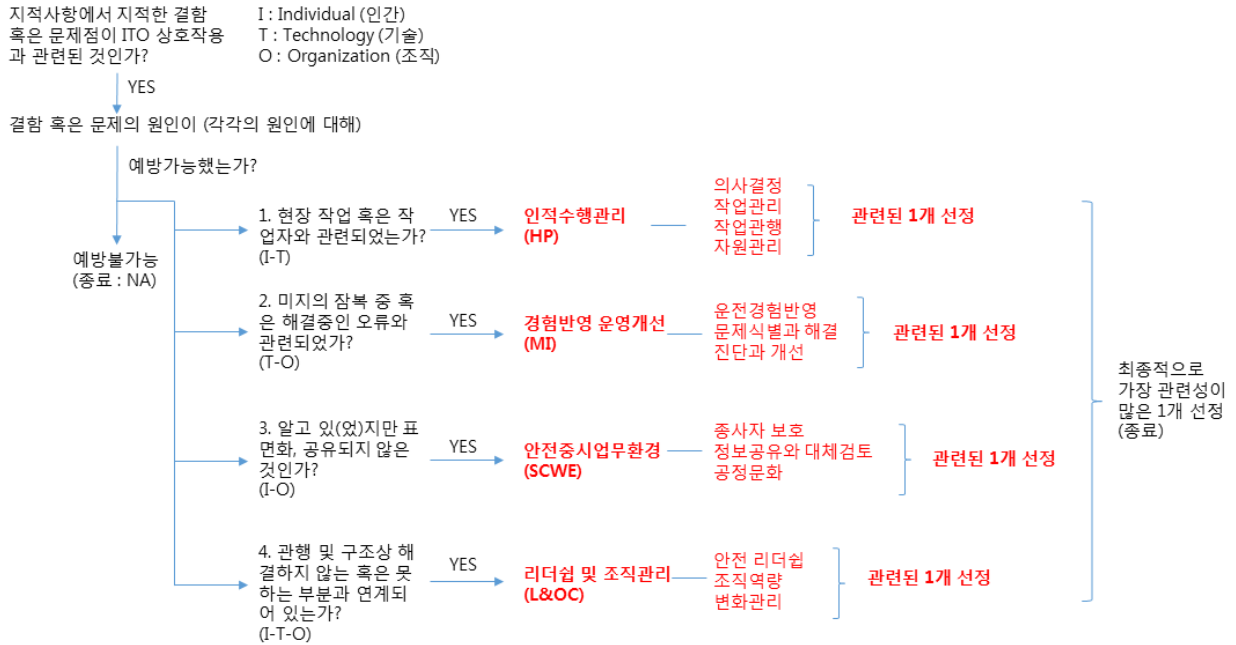 지적사항에서 지적한 결함
혹은 문제점이 ITO 상호작용
과 관련된 것인가?
I : Individual (인간)
T : Technology (기술)
O : Organization (조직)
YES
결함 혹은 문제의 원인이 (각각의 원인에 대해)
예방가능했는가?
예방불가능
(종료 : NA)
1. 현장 작업 혹은 작
업자와 관련되었는가?
(I-T)
YES
인적수행관리
(HP)
의사결정
작업관리
작업관행
자원관리
관련된 1개 선정
2. 미지의 잠복 중 혹
은 해결중인 오류와
관련되었가?
(T-O)
YES
경험반영 운영개선
(MI)
운전경험반영
문제식별과 해결
진단과 개선
관련된 1개 선정
3. 알고 있(었)지만 표
면화, 공유되지 않은
것인가?
(I-O)
YES
안전중시업무환경
(SCWE)
종사자 보호
정보공유와 대체검토
공정문화
관련된 1개 선정
4. 관행 및 구조상 해
결하지 않는 혹은 못
하는 부분과 연계되
어 있는가?
(I-T-O)
YES
리더쉽 및 조직관리
(L&OC)
안전 리더쉽
조직역량
변화관리
관련된 1개 선정
최종적으로
가장 관련성이
많은 1개 선정
(종료)